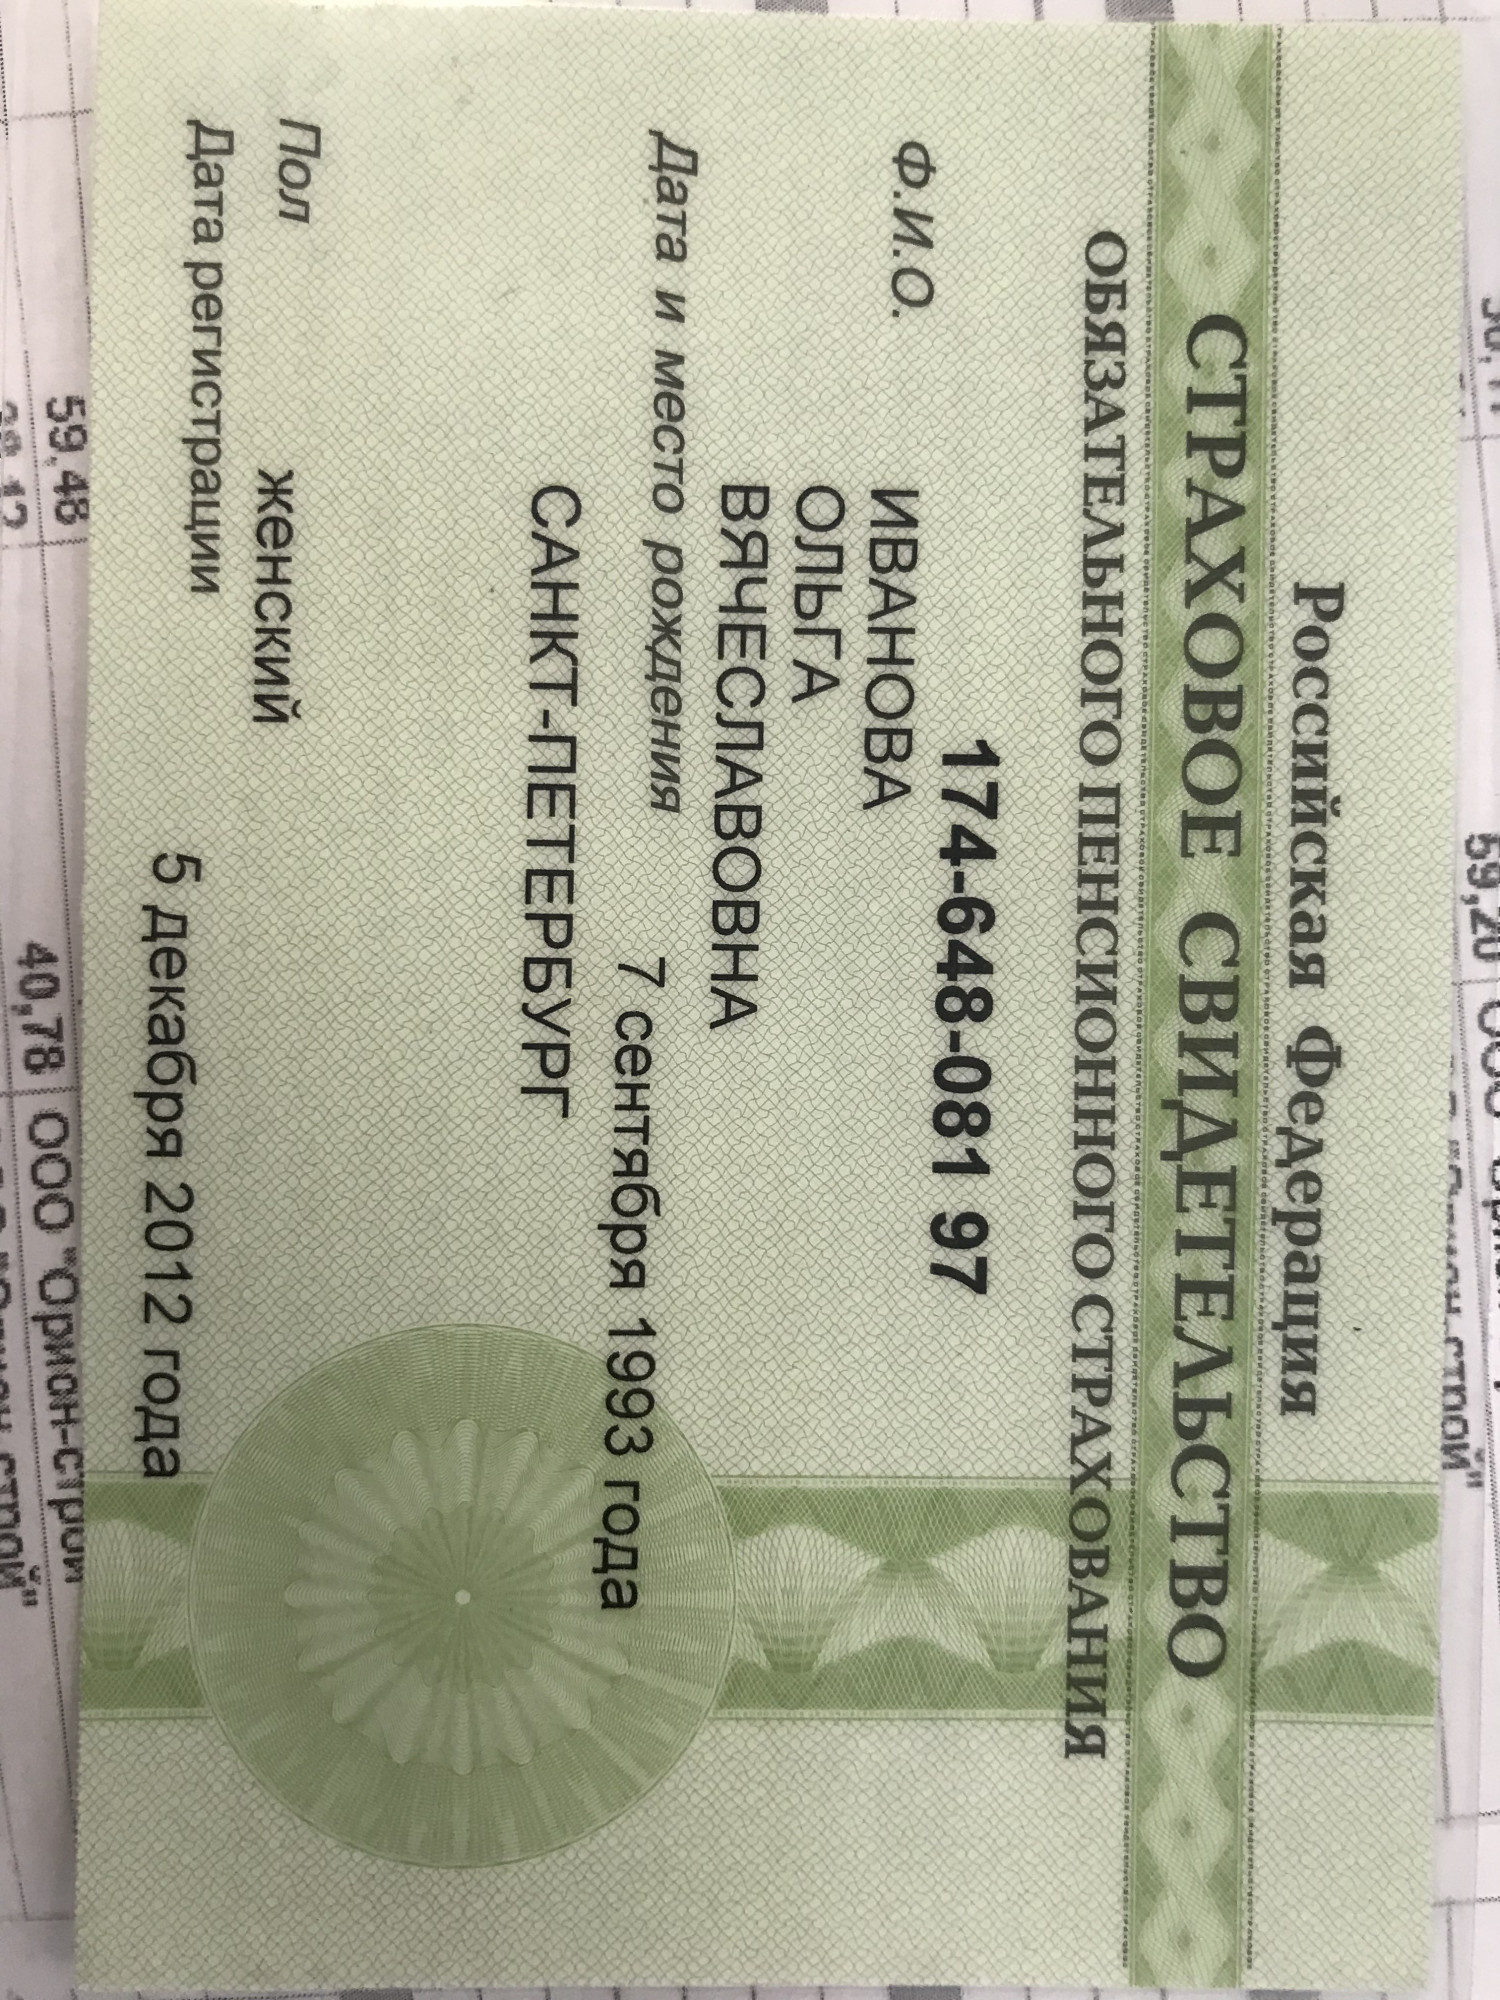 Российская Федерация
СТРАХОВОЕ СВИДЕТЕЛЬСТВО
ОБЯЗАТЕЛЬНОГО ПЕНСИОННОГО СТРАХОВАНИЯ
174-648-081 97
Ф.И.О.
ИВАНОВА
ОЛЬГА
ВЯЧЕСЛАВОВНА
Дата и место рождения
7 сентября 1993 года
САНКТ-ПЕТЕРБУРГ
Пол женский
Дата регистрации 5 декабря 2012 года
59,20
59,48
40,78 ООО "Орион-строй"